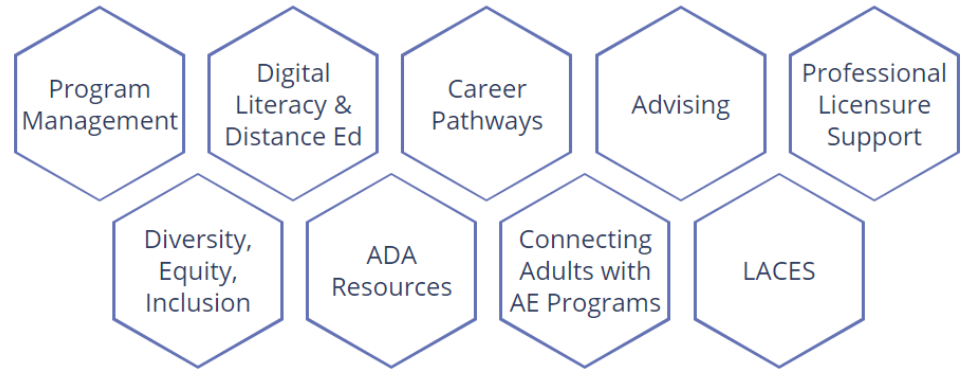 Program
Management
Digital
Literacy &
Distance Ed
Career
Pathways
Advising
Professional
Licensure
Support
Diversity,
Equity,
Inclusion
ADA
Resources
Connecting
Adults with
AE Programs
LACES